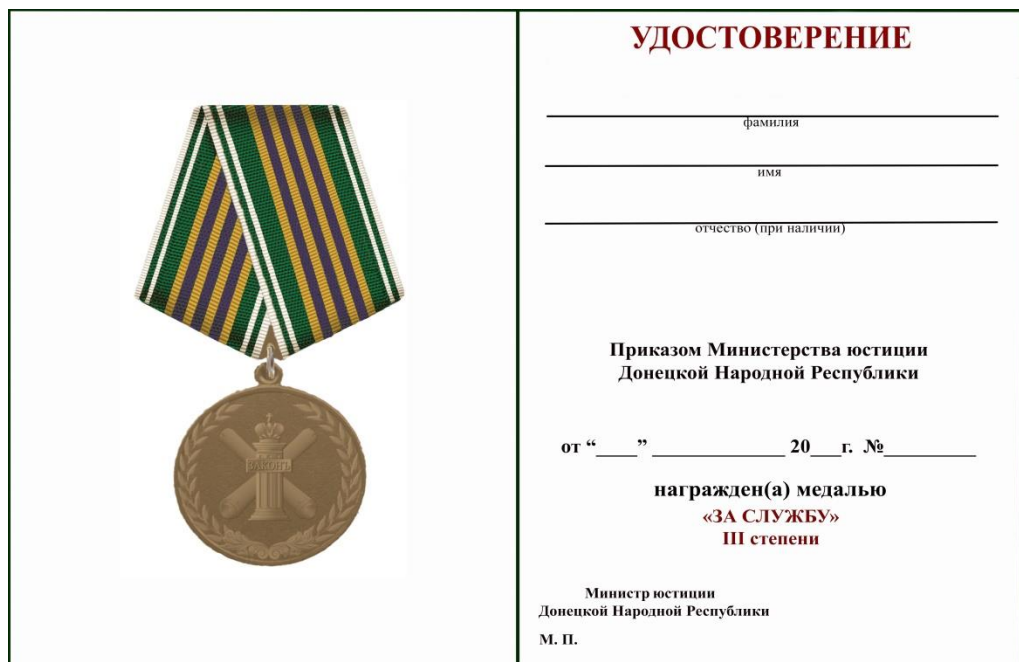 ЗАКОНЪ
УДОСТОВЕРЕНИЕ
фамилия
имя
отчество (при наличии)
Приказом Министерства юстиции
Донецкой Народной Республики
от “____” _____________ 20___г. №_________
награжден(а) медалью
«ЗА СЛУЖБУ»
III степени
Министр юстиции
Донецкой Народной Республики
М. П.